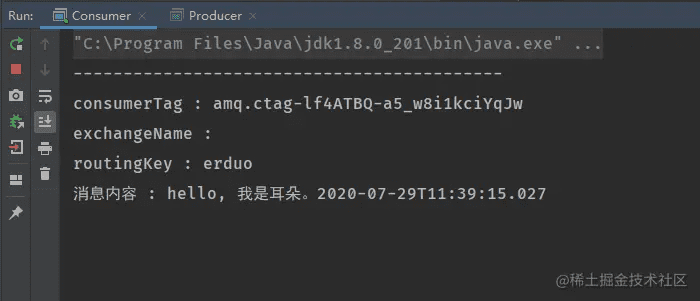 Run: Consumer × Producer ×
"C:\Program Files\Java\jdk1.8.0_201\bin\java.exe" ...
-------------------------------------------
consumerTag : amq.ctag-lf4ATBQ-a5_w8i1kciYqJw
exchangeName :
routingKey : erduo
消息内容 : hello, 我是耳朵。2020-07-29T11:39:15.027
@稀土掘金技术社区